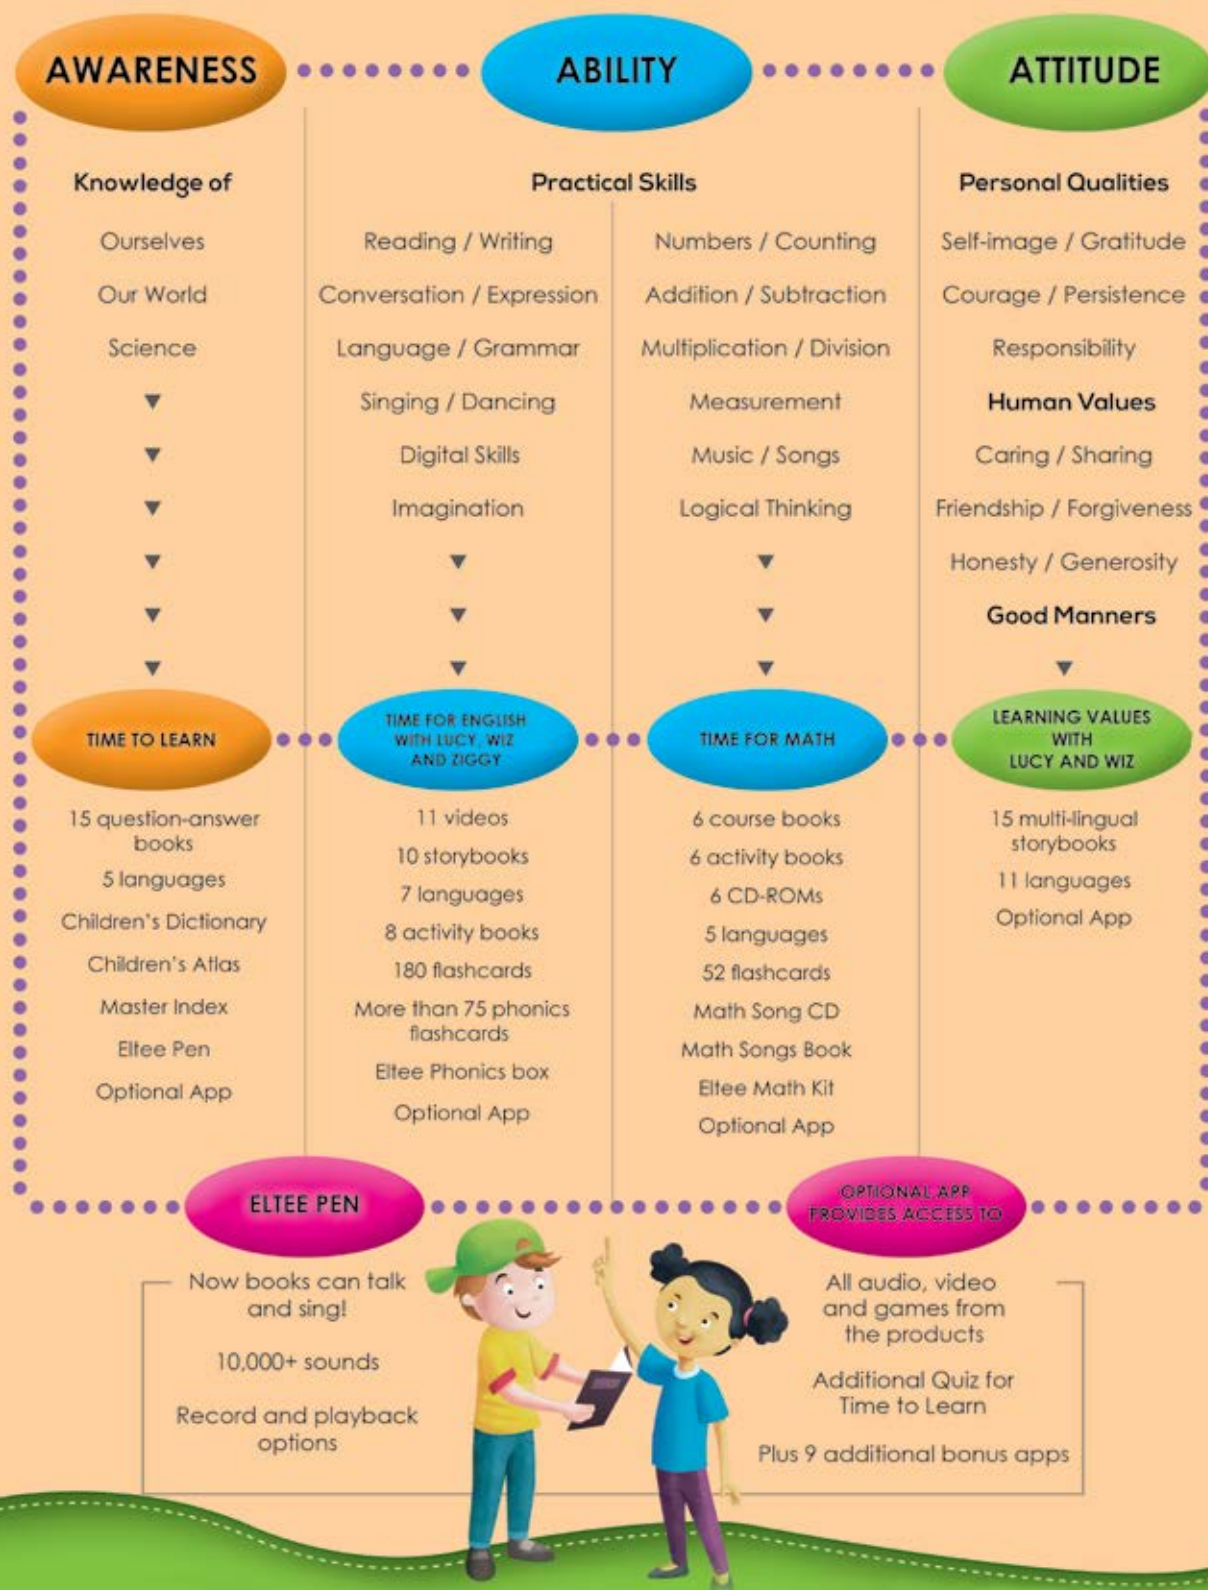 AWARENESS
ABILITY
ATTITUDE
Knowledge of
Ourselves
Our World
Science
Practical Skills
Reading / Writing
Conversation / Expression
Language / Grammar
Singing / Dancing
Digital Skills
Imagination
Numbers / Counting
Addition / Subtraction
Multiplication / Division
Measurement
Music / Songs
Logical Thinking
Personal Qualities
Self-image / Gratitude
Courage / Persistence
Responsibility
Human Values
Caring / Sharing
Friendship / Forgiveness
Honesty / Generosity
Good Manners
TIME TO LEARN
15 question-answer
books
5 languages
Children's Dictionary
Children's Atlas
Master Index
Eltee Pen
Optional App
TIME FOR ENGLISH
WITH LUCY, WIZ
AND ZIGGY
11 videos
10 storybooks
7 languages
8 activity books
180 flashcards
More than 75 phonics
flashcards
Eltee Phonics box
Optional App
TIME FOR MATH
6 course books
6 activity books
6 CD-ROMs
5 languages
52 flashcards
Math Song CD
Math Songs Book
Eltee Math Kit
Optional App
LEARNING VALUES
WITH
LUCY AND WIZ
15 multi-lingual
storybooks
11 languages
Optional App
ELTEE PEN
Now books can talk
and sing!
10,000+ sounds
Record and playback
options
OPTIONAL APP
PROVIDES ACCESS TO
All audio, video
and games from
the products
Additional Quiz for
Time to Learn
Plus 9 additional bonus apps